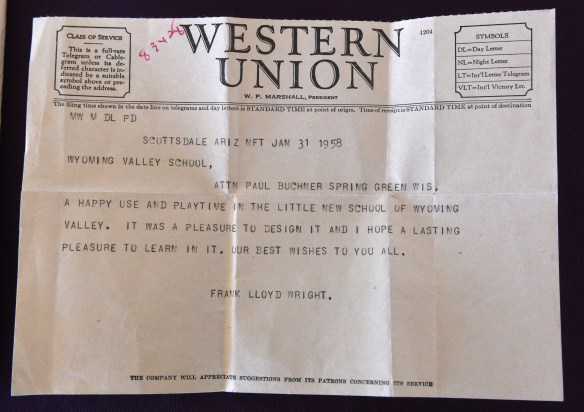 CLASS OF SERVICE
This is a full-rate
Telegram or Cable-
gram unless its de-
ferred character is in-
dicated by a suitable
symbol above or pre-
ceding the address.
WESTERN
UNION
W. P. MARSHALL, PRESIDENT
1204
SYMBOLS
DL=Day Letter
NL=Night Letter
LT=Int'l Letter Telegram
VLT=Int'l Victory Ltr.
The filing time shown in the date line on telegrams and day letters is STANDARD TIME at point of origin. Time of receipt is STANDARD TIME at point of destination
MW M DL PD
SCOTTSDALE ARIZ NFT JAN 31 1958
WYOMING VALLEY SCHOOL,
ATTN PAUL BUCHNER SPRING GREEN WIS.
A HAPPY USE AND PLAYTIME IN THE LITTLE NEW SCHOOL OF WYOMING
VALLEY. IT WAS A PLEASURE TO DESIGN IT AND I HOPE A LASTING
PLEASURE TO LEARN IN IT. OUR BEST WISHES TO YOU ALL.
FRANK LLOYD WRIGHT.
THE COMPANY WILL APPRECIATE SUGGESTIONS FROM ITS PATRONS CONCERNING ITS SERVICE